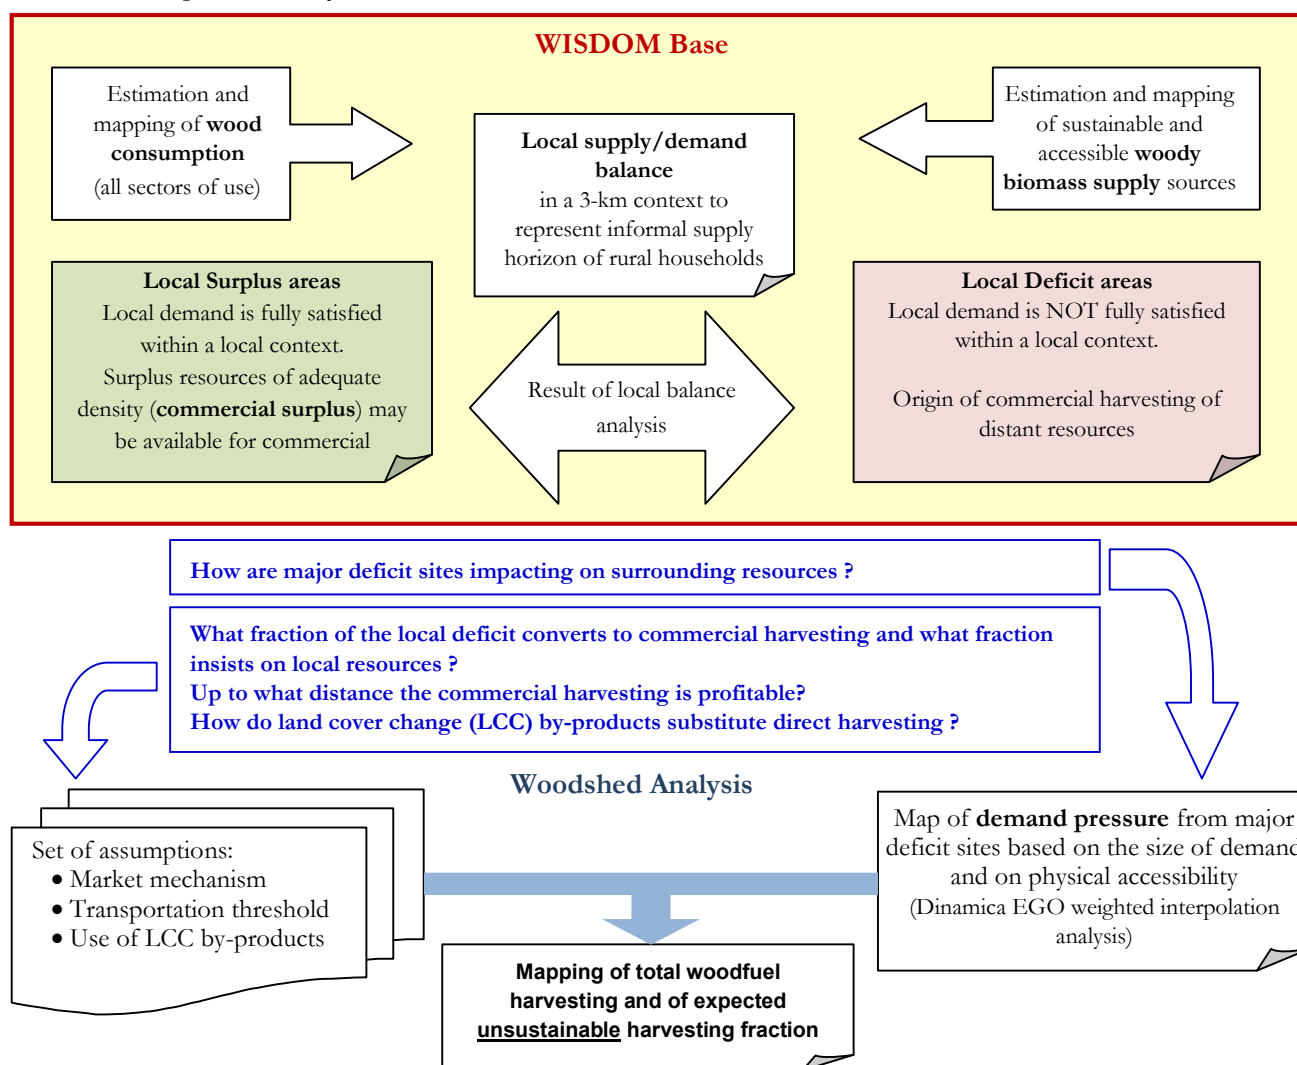 WISDOM Base
Estimation and
mapping of wood
consumption
(all sectors of use)
Local supply/demand
balance
in a 3-km context to
represent informal supply
horizon of rural households
Estimation and mapping
of sustainable and
accessible woody
biomass supply sources
Local Surplus areas
Local demand is fully satisfied
within a local context.
Surplus resources of adequate
density (commercial surplus) may
be available for commercial
Result of local balance
analysis
Local Deficit areas
Local demand is NOT fully satisfied
within a local context.
Origin of commercial harvesting of
distant resources
How are major deficit sites impacting on surrounding resources ?
What fraction of the local deficit converts to commercial harvesting and what fraction
insists on local resources ?
Up to what distance the commercial harvesting is profitable?
How do land cover change (LCC) by-products substitute direct harvesting ?
Woodshed Analysis
Set of assumptions:
• Market mechanism
• Transportation threshold
• Use of LCC by-products
Map of demand pressure from major
deficit sites based on the size of demand
and on physical accessibility
(Dinamica EGO weighted interpolation
analysis)
Mapping of total woodfuel
harvesting and of expected
unsustainable harvesting fraction